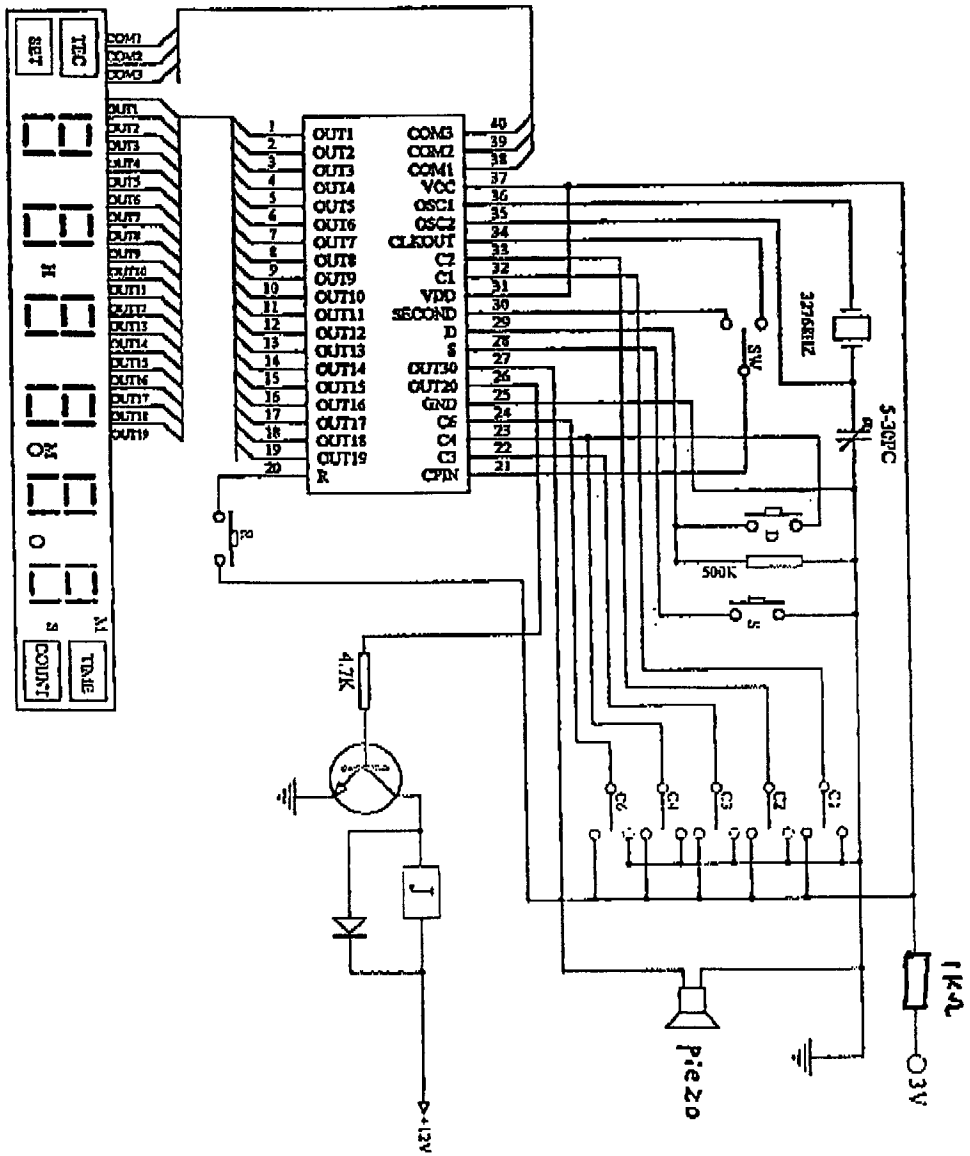 TEC
SET
COM1
COM2
COM3
OUT1
OUT2
OUT3
OUT4
OUT5
OUT6
OUT7
OUT8
OUT9
OUT10
OUT11
OUT12
OUT13
OUT14
OUT15
OUT16
OUT17
OUT18
OUT19
H
M
S
M
TIME
COUNT
1 OUT1
2 OUT2
3 OUT3
4 OUT4
5 OUT5
6 OUT6
7 OUT7
8 OUT8
9 OUT9
10 OUT10
11 OUT11
12 OUT12
13 OUT13
14 OUT14
15 OUT15
16 OUT16
17 OUT17
18 OUT18
19 OUT19
20 R
COM3 40
COM2 39
COM1 38
VCC 37
OSC1 36
OSC2 35
CLKOUT 34
C2 33
C1 32
VDD 31
SECOND 30
D 29
S 28
OUT30 27
OUT20 26
GND 25
C6 24
C4 23
C3 22
CPIN 21
32768HZ
SW
5-30PC
D
500K
S
R
4.7K
J
+12V
C6
C4
C3
C2
C1
piezo
1kΩ
3V